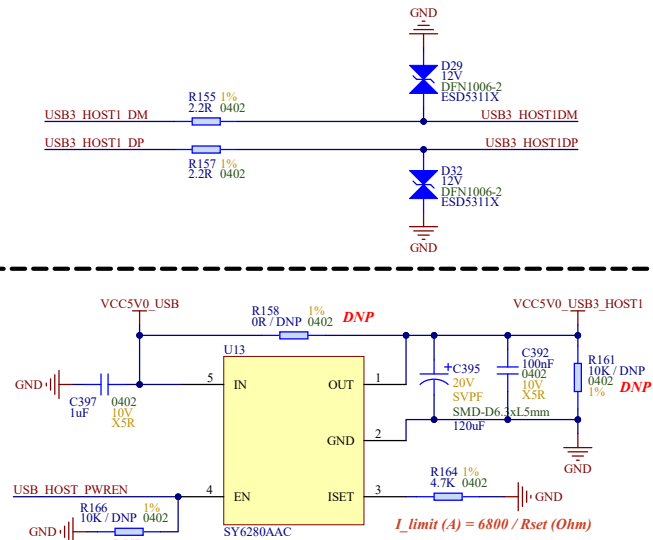 GND
D29
12V
DFN1006-2
ESD5311X
R155 1%
2.2R 0402
USB3_HOST1_DM
USB3_HOST1DM
USB3_HOST1_DP
USB3_HOST1DP
R157 1%
2.2R 0402
D32
12V
DFN1006-2
ESD5311X
GND
VCC5V0_USB
VCC5V0_USB3_HOST1
R158 1%
0R / DNP 0402 DNP
U13
5 IN OUT 1
GND
C397 0402
1uF 10V
X5R
C395
20V
SVPF
SMD-D6.3xL5mm
120uF
C392
100nF
0402
10V
X5R
R161
10K / DNP
0402
1%
DNP
GND 2
GND
USB_HOST_PWREN
4 EN ISET 3
R164 1%
4.7K 0402
GND
R166 1%
10K / DNP 0402
GND
SY6280AAC
I_limit (A) = 6800 / Rset (Ohm)